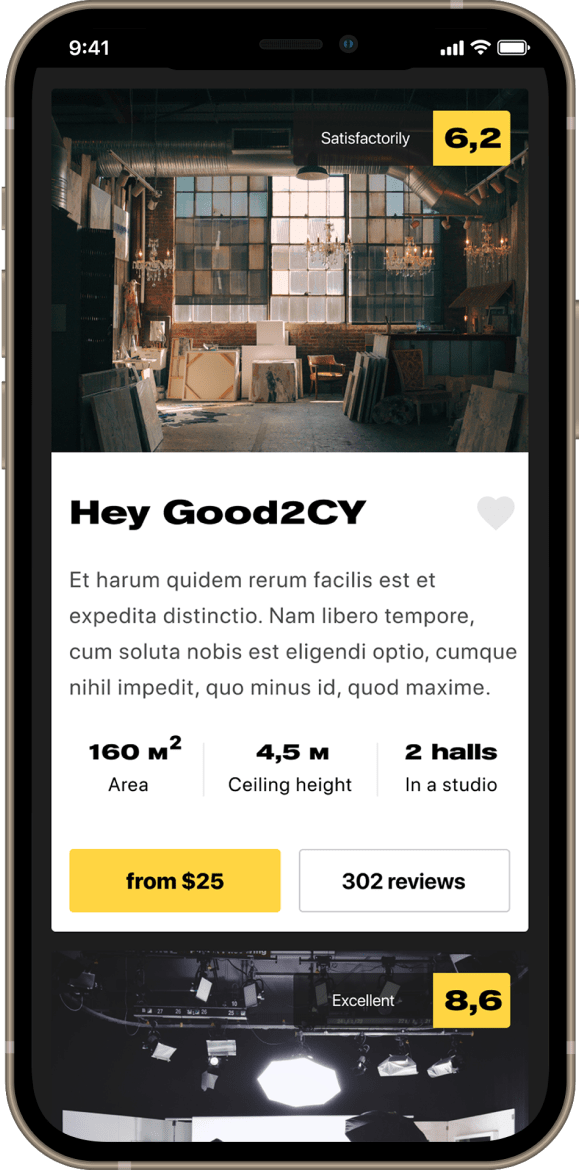 9:41
Satisfactorily
6,2
Hey Good2CY
Et harum quidem rerum facilis est et
expedita distinctio. Nam libero tempore,
cum soluta nobis est eligendi optio, cumque
nihil impedit, quo minus id, quod maxime.
160 м² 4,5 м 2 halls
Area Ceiling height In a studio
from $25 302 reviews
Excellent
8,6